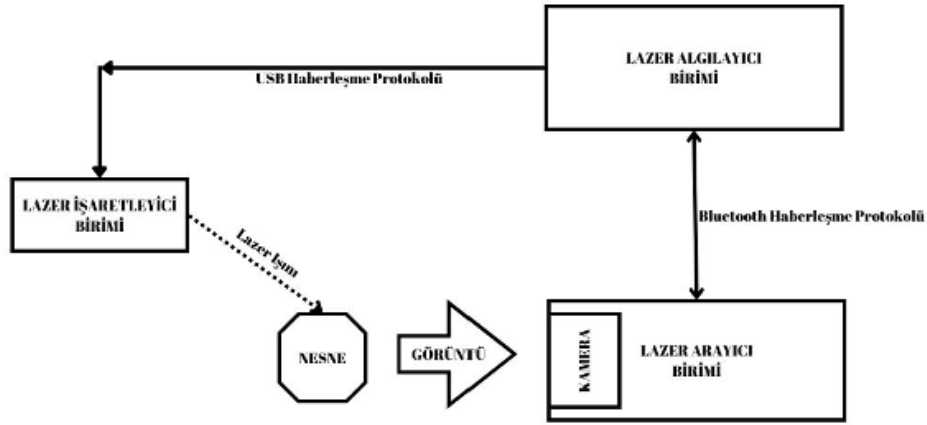 LAZER ALGILAYICI
BİRİMİ
USB Haberleşme Protokolü
LAZER İŞARETLEYİCİ
BİRİMİ
Bluetooth Haberleşme Protokolü
Lazer Işını
NESNE
GÖRÜNTÜ
KAMERA
LAZER ARAYICI
BİRİMİ